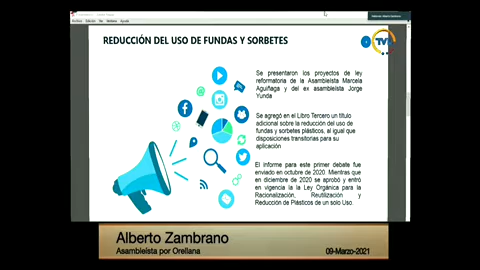 REDUCCIÓN DEL USO DE FUNDAS Y SORBETES
TV
Se presentaron los proyectos de ley
reformatoria de la Asambleísta Marcela
Aguiñaga y del ex asambleísta Jorge
Yunda
Se agregó en el Libro Tercero un título
adicional sobre la reducción del uso de
fundas y sorbetes plásticos, al igual que
disposiciones transitorias para su
aplicación
El informe para este primer debate fue
enviado en octubre de 2020. Mientras que
en diciembre de 2020 se aprobó y entró
en vigencia la Ley Orgánica para la
Racionalización, Reutilización y
Reducción de Plásticos de un solo Uso.
Alberto Zambrano
Asambleísta por Orellana
09-Marzo-2021